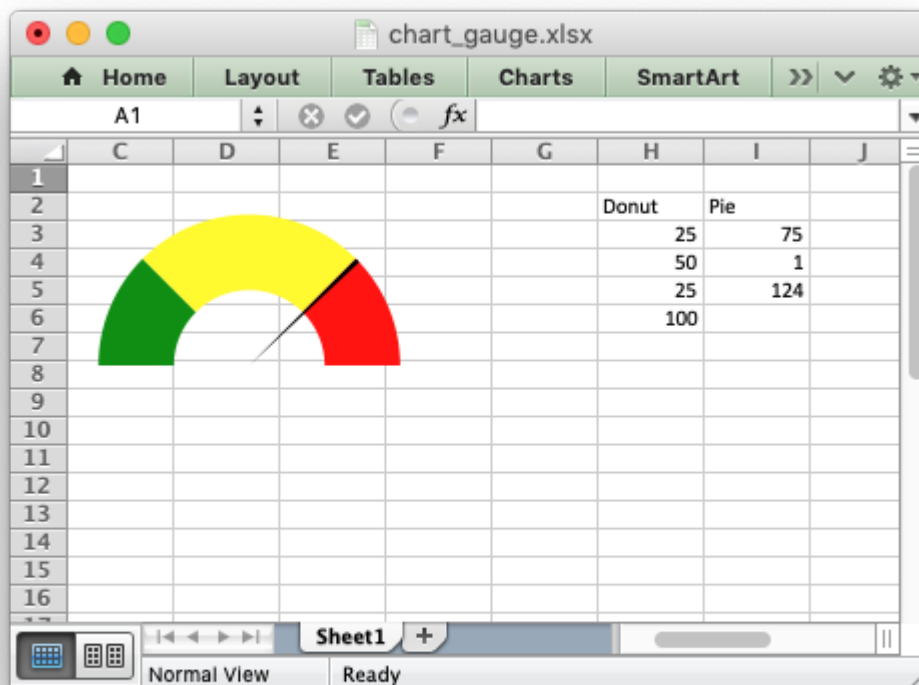 chart_gauge.xlsx
Home Layout Tables Charts SmartArt
A1 fx
C D E F G H I J
1
2 Donut Pie
3 25 75
4 50 1
5 25 124
6 100
7
8
9
10
11
12
13
14
15
16
17
Sheet1 +
Normal View Ready